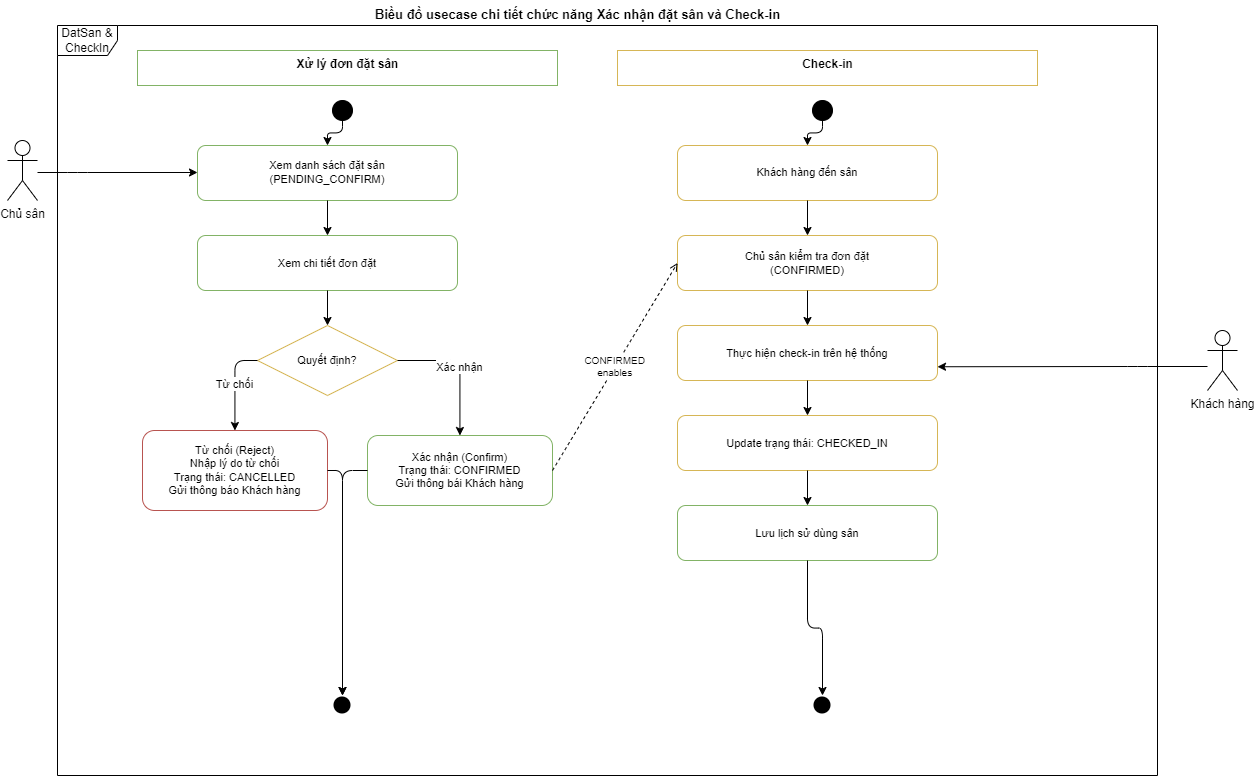 Biểu đồ usecase chi tiết chức năng Xác nhận đặt sân và Check-in
DatSan &
CheckIn
Xử lý đơn đặt sân
Check-in
Chủ sân
Xem danh sách đặt sân
(PENDING_CONFIRM)
Xem chi tiết đơn đặt
Quyết định?
Từ chối
Xác nhận
Từ chối (Reject)
Nhập lý do từ chối
Trạng thái: CANCELLED
Gửi thông báo Khách hàng
Xác nhận (Confirm)
Trạng thái: CONFIRMED
Gửi thông bái Khách hàng
CONFIRMED
enables
Khách hàng đến sân
Chủ sân kiểm tra đơn đặt
(CONFIRMED)
Thực hiện check-in trên hệ thống
Update trạng thái: CHECKED_IN
Lưu lịch sử dùng sân
Khách háng